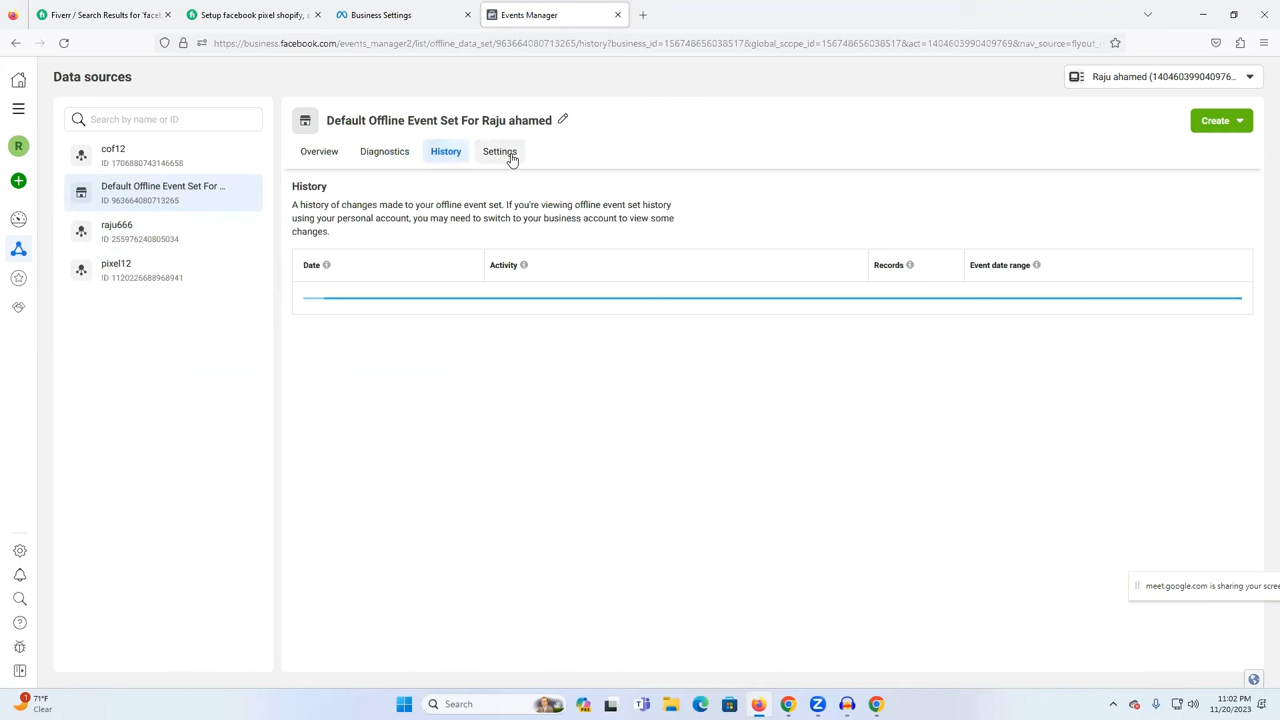 Fiverr / Search Results for 'face
Setup facebook pixel shopify,
Business Settings
Events Manager
https://business.facebook.com/events_manager2/list/offline_data_set/963664080713265/history?business_id=156748656038517&global_scope_id=156748656038517&act=1404603990409769&nav_source=flyout_
Data sources
Raju ahamed (140460399040976...
Search by name or ID
Default Offline Event Set For Raju ahamed
Create
cof12
ID 1706880743146658
Overview
Diagnostics
History
Settings
Default Offline Event Set For ...
ID 963664080713265
raju666
ID 255976240805034
pixel12
ID 1120226688968941
R
History
A history of changes made to your offline event set. If you're viewing offline event set history
using your personal account, you may need to switch to your business account to view some
changes.
Date
Activity
Records
Event date range
meet.google.com is sharing your scree
1
71°F
Clear
Search
11:02 PM
11/20/2023